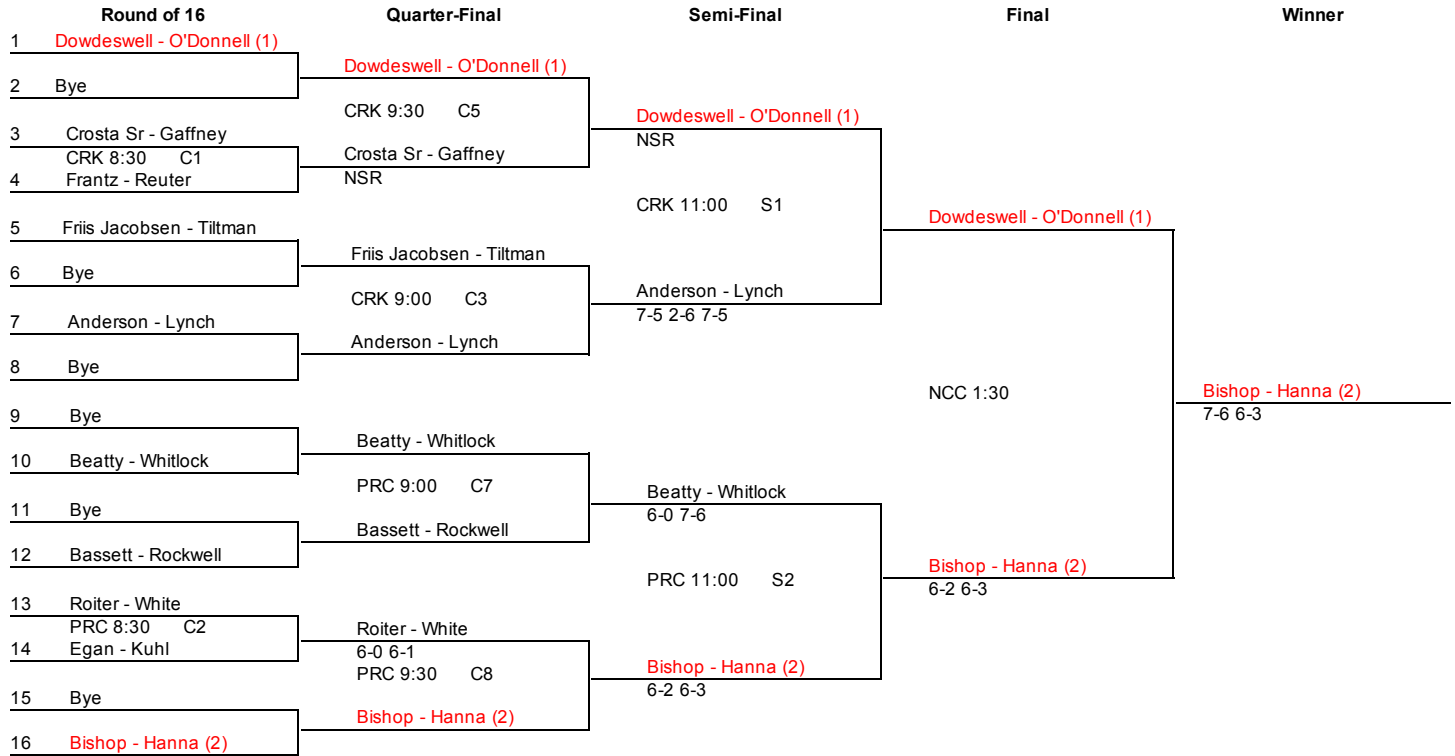 Round of 16 Quarter-Final Semi-Final Final Winner
1 Dowdeswell - O'Donnell (1)
Dowdeswell - O'Donnell (1)
2 Bye
CRK 9:30 C5
Dowdeswell - O'Donnell (1)
3 Crosta Sr - Gaffney
NSR
CRK 8:30 C1
Crosta Sr - Gaffney
4 Frantz - Reuter
NSR
CRK 11:00 S1
Dowdeswell - O'Donnell (1)
5 Friis Jacobsen - Tiltman
Friis Jacobsen - Tiltman
6 Bye
CRK 9:00 C3
Anderson - Lynch
7-5 2-6 7-5
7 Anderson - Lynch
Anderson - Lynch
8 Bye
NCC 1:30
Bishop - Hanna (2)
7-6 6-3
9 Bye
Beatty - Whitlock
10 Beatty - Whitlock
PRC 9:00 C7
Beatty - Whitlock
6-0 7-6
11 Bye
Bassett - Rockwell
12 Bassett - Rockwell
Bishop - Hanna (2)
6-2 6-3
PRC 11:00 S2
13 Roiter - White
PRC 8:30 C2
Roiter - White
14 Egan - Kuhl
6-0 6-1
PRC 9:30 C8
Bishop - Hanna (2)
6-2 6-3
15 Bye
Bishop - Hanna (2)
16 Bishop - Hanna (2)